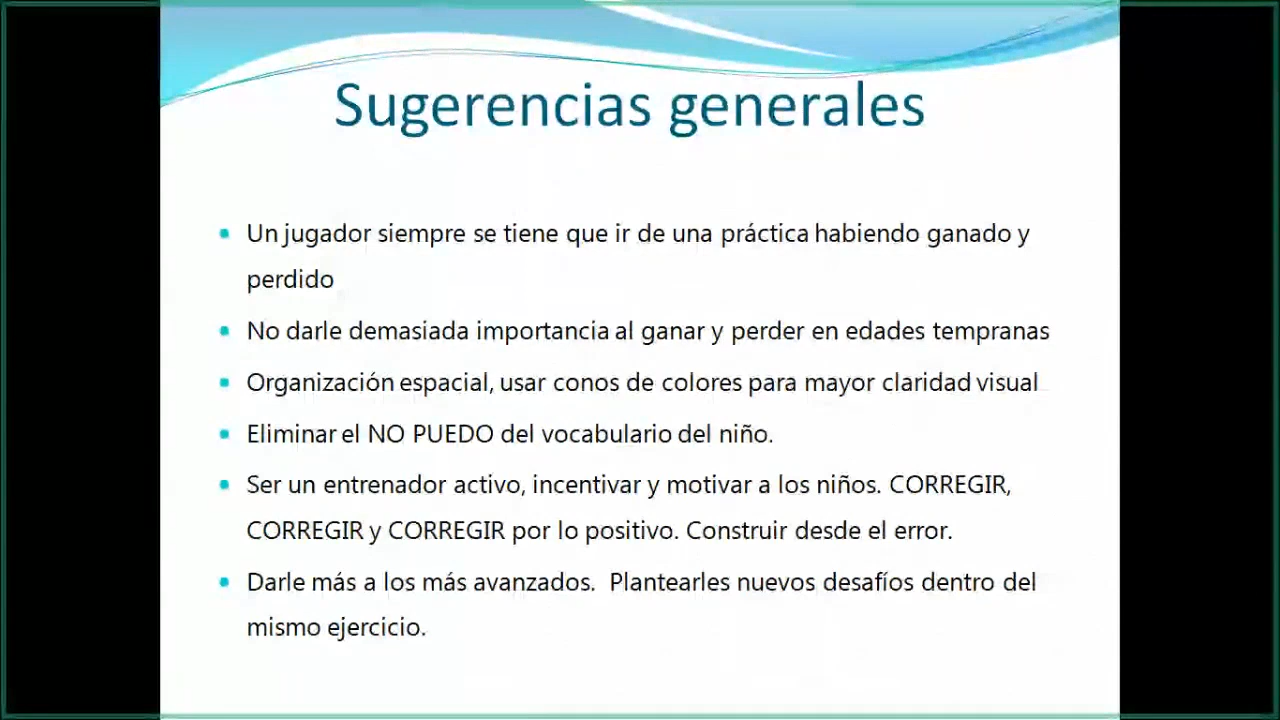 Sugerencias generales
Un jugador siempre se tiene que ir de una práctica habiendo ganado y
perdido
No darle demasiada importancia al ganar y perder en edades tempranas
Organización espacial, usar conos de colores para mayor claridad visual
Eliminar el NO PUEDO del vocabulario del niño.
Ser un entrenador activo, incentivar y motivar a los niños. CORREGIR,
CORREGIR y CORREGIR por lo positivo. Construir desde el error.
Darle más a los más avanzados. Plantearles nuevos desafíos dentro del
mismo ejercicio.